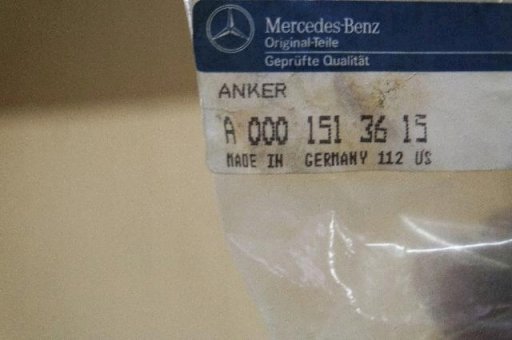 Mercedes-Benz
Original-Teile
Geprüfte Qualität
ANKER
A 000 151 36 15
MADE IN GERMANY 112 US